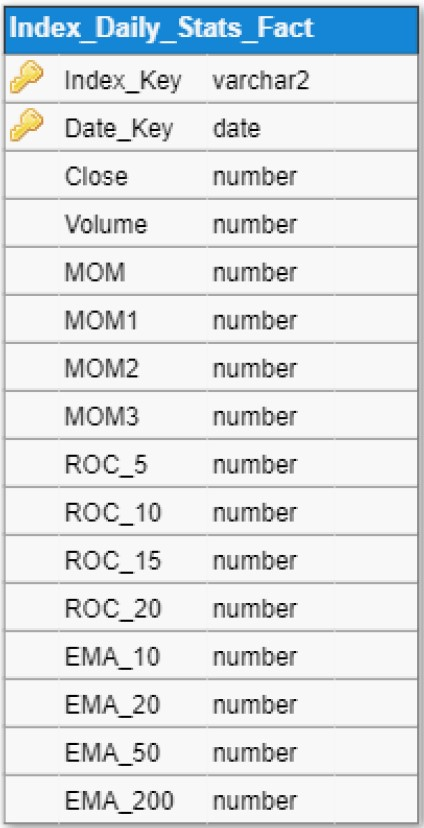 Index_Daily_Stats_Fact
Index_Key varchar2
Date_Key date
Close number
Volume number
MOM number
MOM1 number
MOM2 number
MOM3 number
ROC_5 number
ROC_10 number
ROC_15 number
ROC_20 number
EMA_10 number
EMA_20 number
EMA_50 number
EMA_200 number